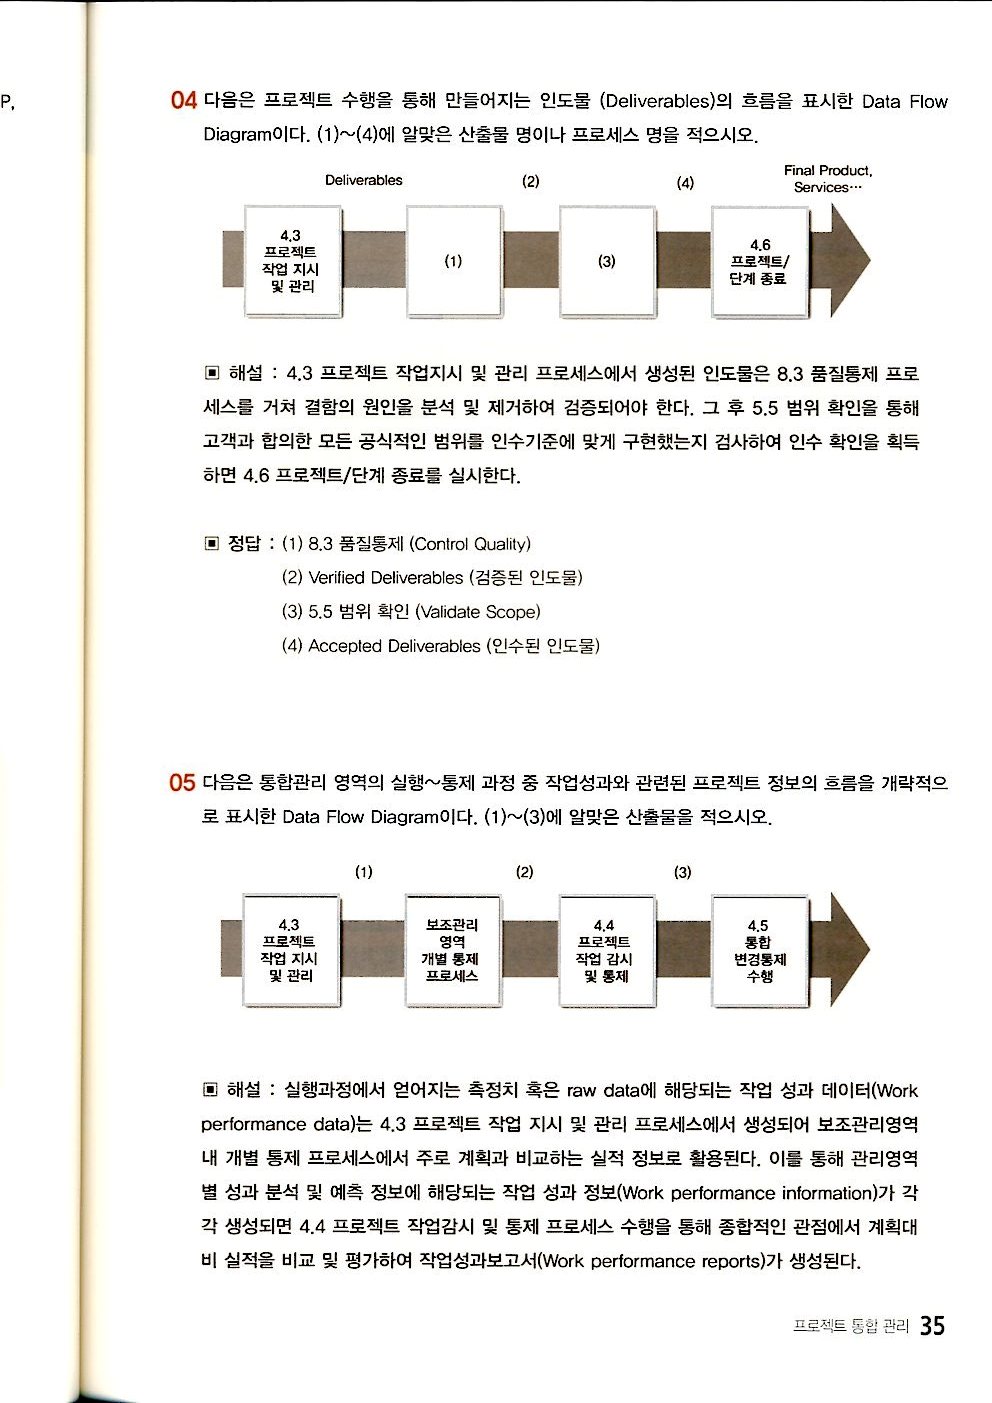 P,
04 다음은 프로젝트 수행을 통해 만들어지는 인도물 (Deliverables)의 흐름을 표시한 Data Flow
Diagram이다. (1)~(4)에 알맞은 산출물 명이나 프로세스 명을 적으시오.
Deliverables
(2)
(4)
Final Product,
Services…
4.3
프로젝트
작업 지시
및 관리
(1)
(3)
4.6
프로젝트/
단계 종료
▣ 해설 : 4.3 프로젝트 작업지시 및 관리 프로세스에서 생성된 인도물은 8.3 품질통제 프로
세스를 거쳐 결함의 원인을 분석 및 제거하여 검증되어야 한다. 그 후 5.5 범위 확인을 통해
고객과 합의한 모든 공식적인 범위를 인수기준에 맞게 구현했는지 검사하여 인수 확인을 획득
하면 4.6 프로젝트/단계 종료를 실시한다.
▣ 정답 : (1) 8.3 품질통제 (Control Quality)
(2) Verified Deliverables (검증된 인도물)
(3) 5.5 범위 확인 (Validate Scope)
(4) Accepted Deliverables (인수된 인도물)
05 다음은 통합관리 영역의 실행~통제 과정 중 작업성과와 관련된 프로젝트 정보의 흐름을 개략적으
로 표시한 Data Flow Diagram이다. (1)~(3)에 알맞은 산출물을 적으시오.
(1)
(2)
(3)
4.3
프로젝트
작업 지시
및 관리
보조관리
영역
개별 통제
프로세스
4.4
프로젝트
작업 감시
및 통제
4.5
통합
변경통제
수행
▣ 해설 : 실행과정에서 얻어지는 측정치 혹은 raw data에 해당되는 작업 성과 데이터(Work
performance data)는 4.3 프로젝트 작업 지시 및 관리 프로세스에서 생성되어 보조관리영역
내 개별 통제 프로세스에서 주로 계획과 비교하는 실적 정보로 활용된다. 이를 통해 관리영역
별 성과 분석 및 예측 정보에 해당되는 작업 성과 정보(Work performance information)가 각
각 생성되면 4.4 프로젝트 작업감시 및 통제 프로세스 수행을 통해 종합적인 관점에서 계획대
비 실적을 비교 및 평가하여 작업성과보고서(Work performance reports)가 생성된다.
프로젝트 통합 관리 35